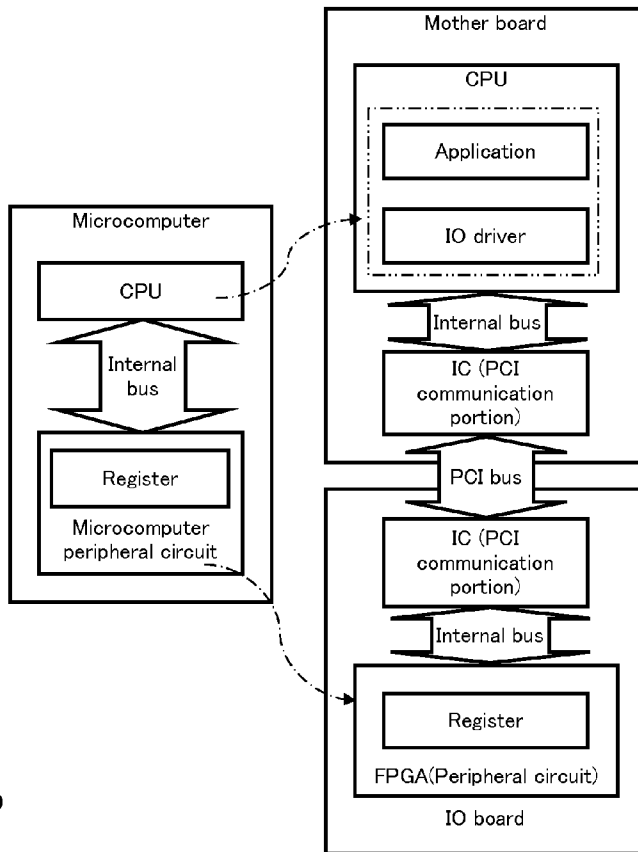 Mother board
CPU
Application
IO driver
Internal bus
IC (PCI
communication
portion)
PCI bus
IC (PCI
communication
portion)
Internal bus
Register
FPGA(Peripheral circuit)
IO board
Microcomputer
CPU
Internal
bus
Register
Microcomputer
peripheral circuit